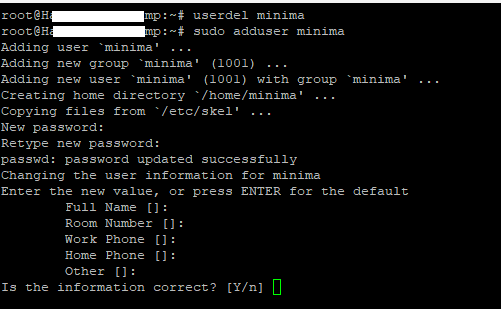 root@Ha mp:~# userdel minima
root@Ha mp:~# sudo adduser minima
Adding user `minima' ...
Adding new group `minima' (1001) ...
Adding new user `minima' (1001) with group `minima' ...
Creating home directory `/home/minima' ...
Copying files from `/etc/skel' ...
New password:
Retype new password:
passwd: password updated successfully
Changing the user information for minima
Enter the new value, or press ENTER for the default
Full Name []:
Room Number []:
Work Phone []:
Home Phone []:
Other []:
Is the information correct? [Y/n]